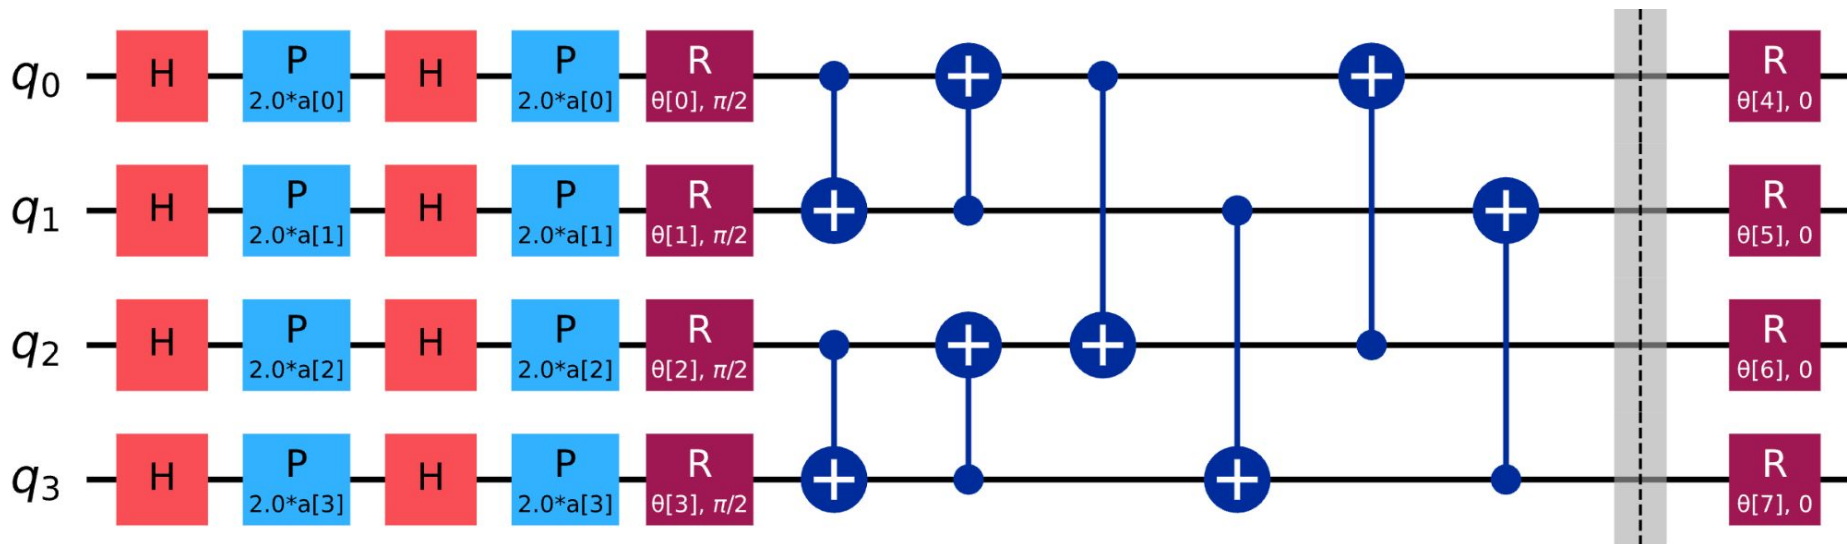 q0 H P 2.0*a[0] H P 2.0*a[0] R θ[0], π/2 R θ[4], 0
q1 H P 2.0*a[1] H P 2.0*a[1] R θ[1], π/2 R θ[5], 0
q2 H P 2.0*a[2] H P 2.0*a[2] R θ[2], π/2 R θ[6], 0
q3 H P 2.0*a[3] H P 2.0*a[3] R θ[3], π/2 R θ[7], 0